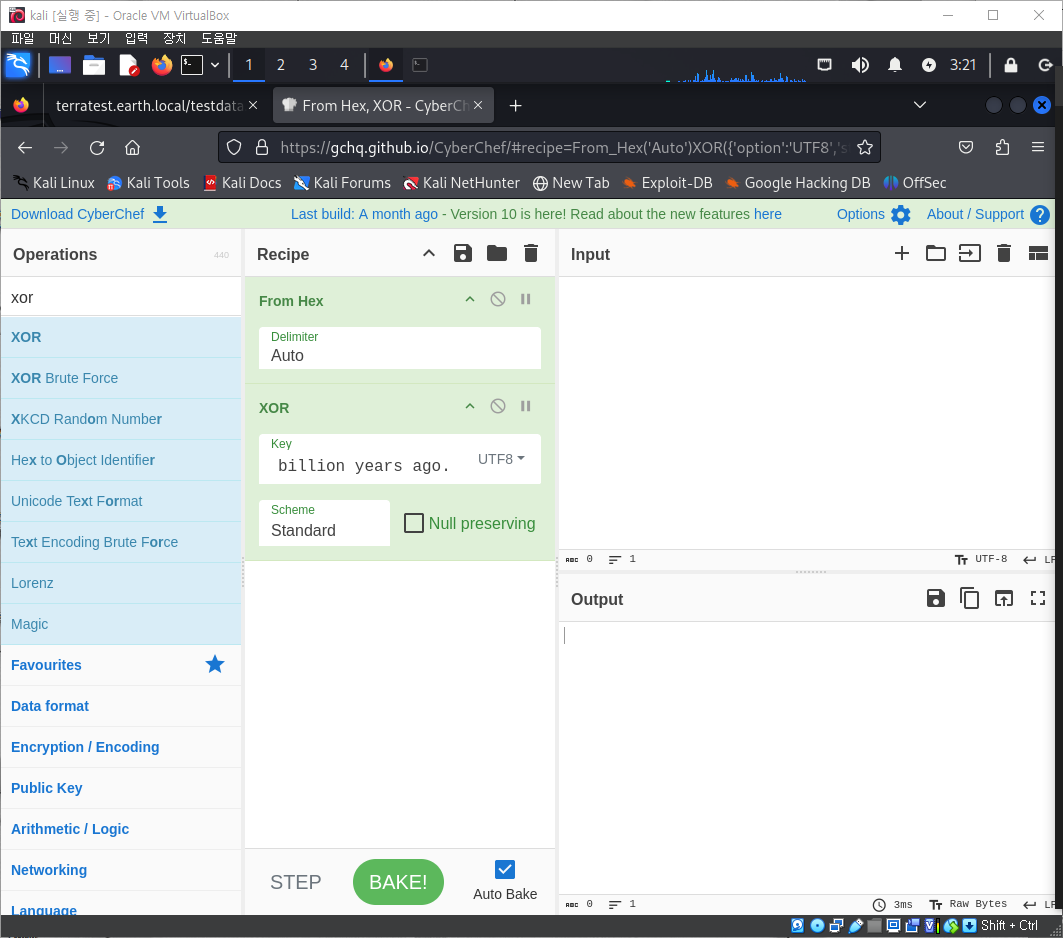 kali [실행 중] - Oracle VM VirtualBox
파일 머신 보기 입력 장치 도움말
1 2 3 4 3:21
terratest.earth.local/testdata From Hex, XOR - CyberCh
https://gchq.github.io/CyberChef/#recipe=From_Hex('Auto')XOR({'option':'UTF8','s
Kali Linux Kali Tools Kali Docs Kali Forums Kali NetHunter New Tab Exploit-DB Google Hacking DB OffSec
Download CyberChef Last build: A month ago - Version 10 is here! Read about the new features here Options About / Support
Operations 440
xor
XOR
XOR Brute Force
XKCD Random Number
Hex to Object Identifier
Unicode Text Format
Text Encoding Brute Force
Lorenz
Magic
Favourites
Data format
Encryption / Encoding
Public Key
Arithmetic / Logic
Networking
Language
Recipe
From Hex
Delimiter
Auto
XOR
Key
billion years ago. UTF8
Scheme
Standard
Null preserving
STEP BAKE! Auto Bake
Input
ABC 0 1 UTF-8 LF
Output
ABC 0 1 3ms Raw Bytes LF
Shift + Ctrl